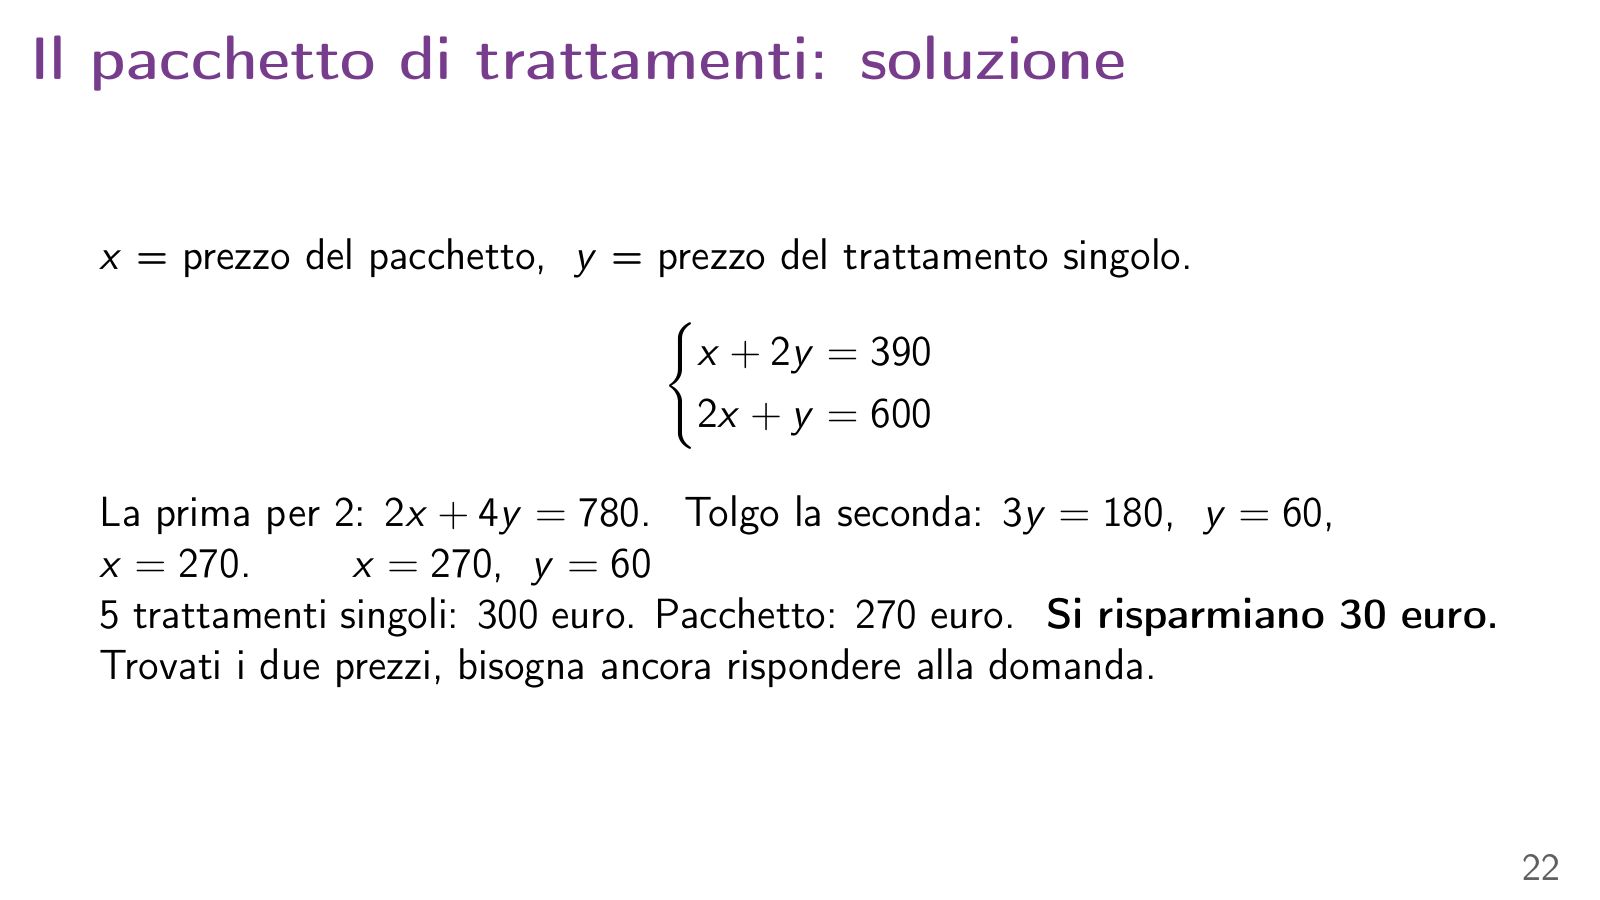 Il pacchetto di trattamenti: soluzione
x = prezzo del pacchetto, y = prezzo del trattamento singolo.
x + 2y = 390
2x + y = 600
La prima per 2: 2x + 4y = 780. Tolgo la seconda: 3y = 180, y = 60,
x = 270. x = 270, y = 60
5 trattamenti singoli: 300 euro. Pacchetto: 270 euro. Si risparmiano 30 euro.
Trovati i due prezzi, bisogna ancora rispondere alla domanda.
22